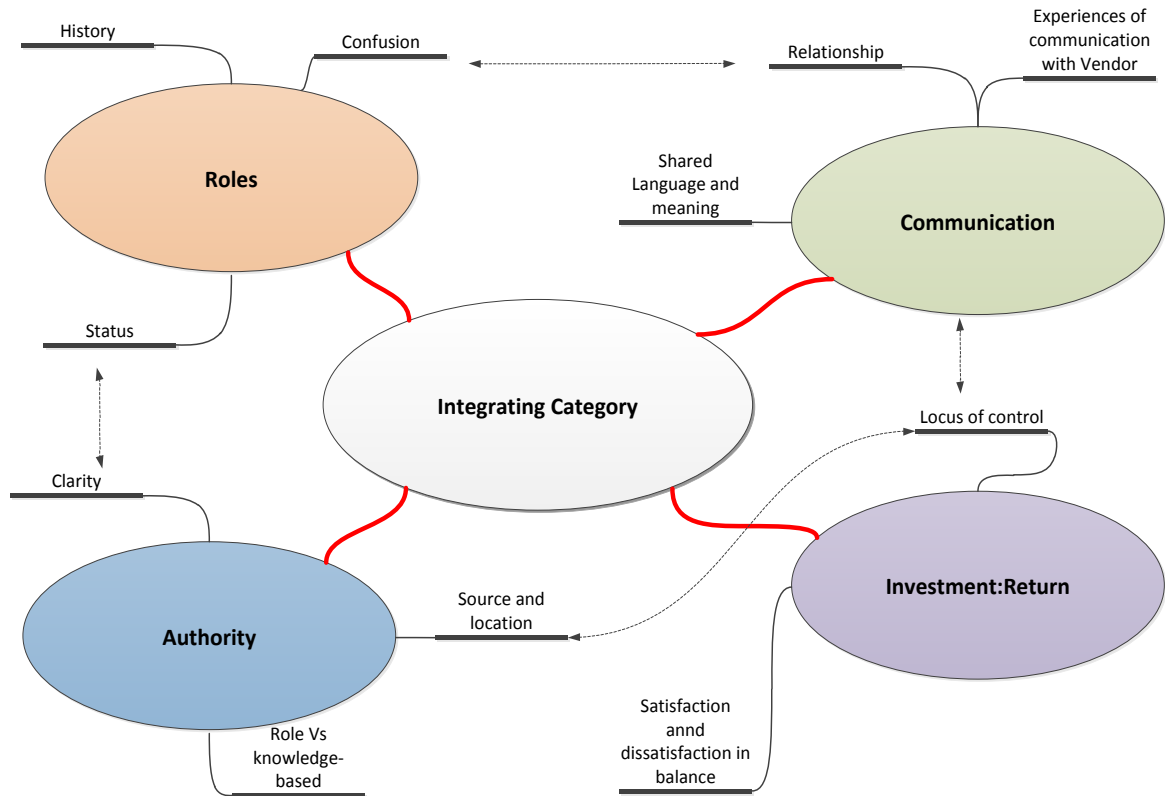 History
Confusion
Relationship
Experiences of
communication
with Vendor
Roles
Shared
Language and
meaning
Communication
Status
Integrating Category
Locus of control
Clarity
Authority
Source and
location
Investment:Return
Role Vs
knowledge-
based
Satisfaction
annd
dissatisfaction in
balance